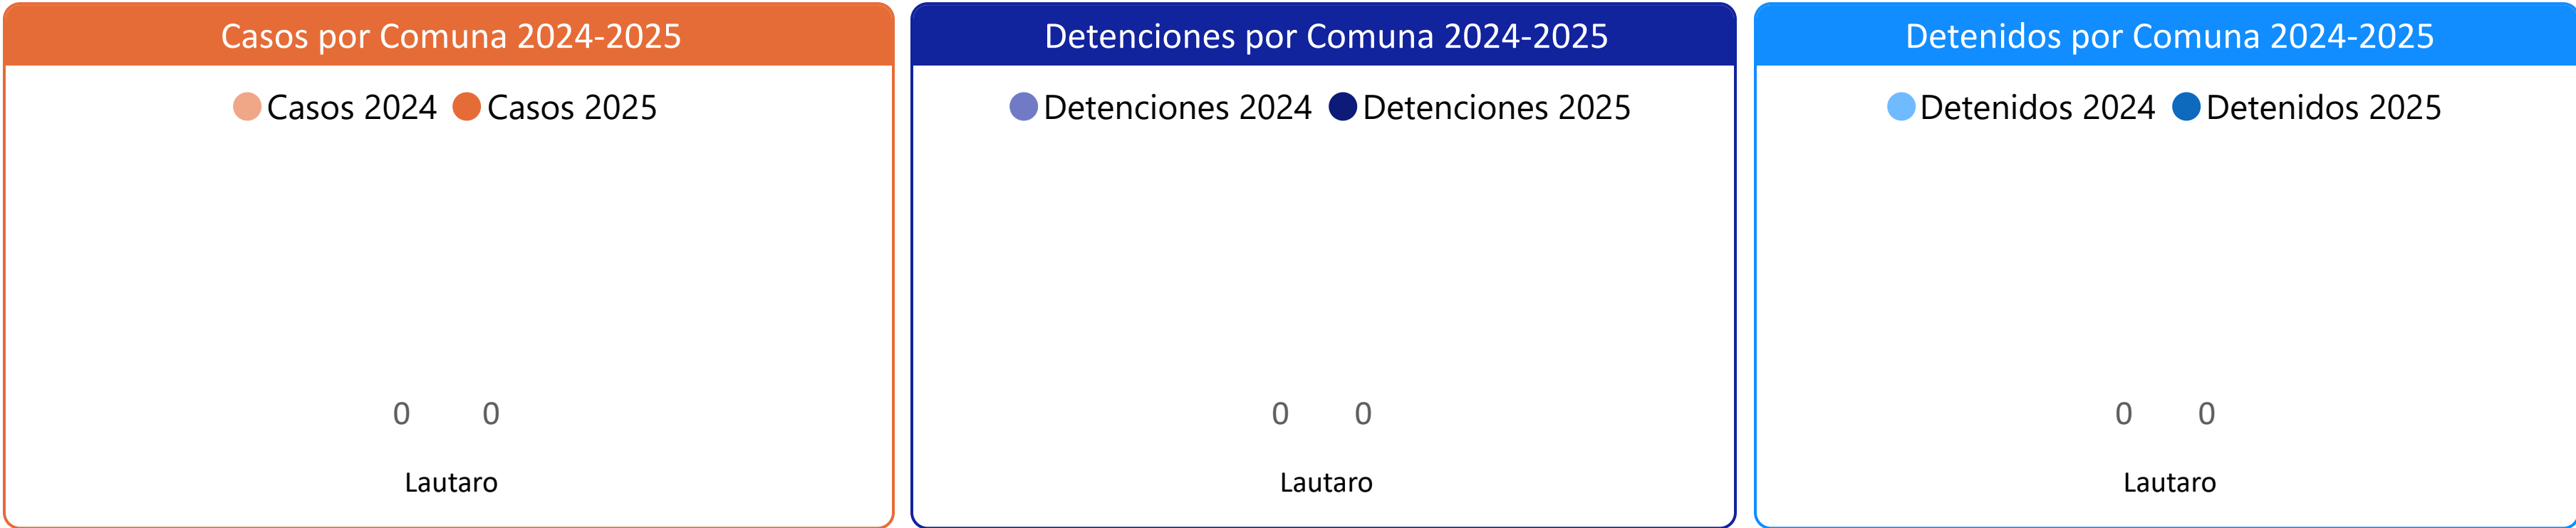 Casos por Comuna 2024-2025
Casos 2024 Casos 2025
0 0
Lautaro
Detenciones por Comuna 2024-2025
Detenciones 2024 Detenciones 2025
0 0
Lautaro
Detenidos por Comuna 2024-2025
Detenidos 2024 Detenidos 2025
0 0
Lautaro